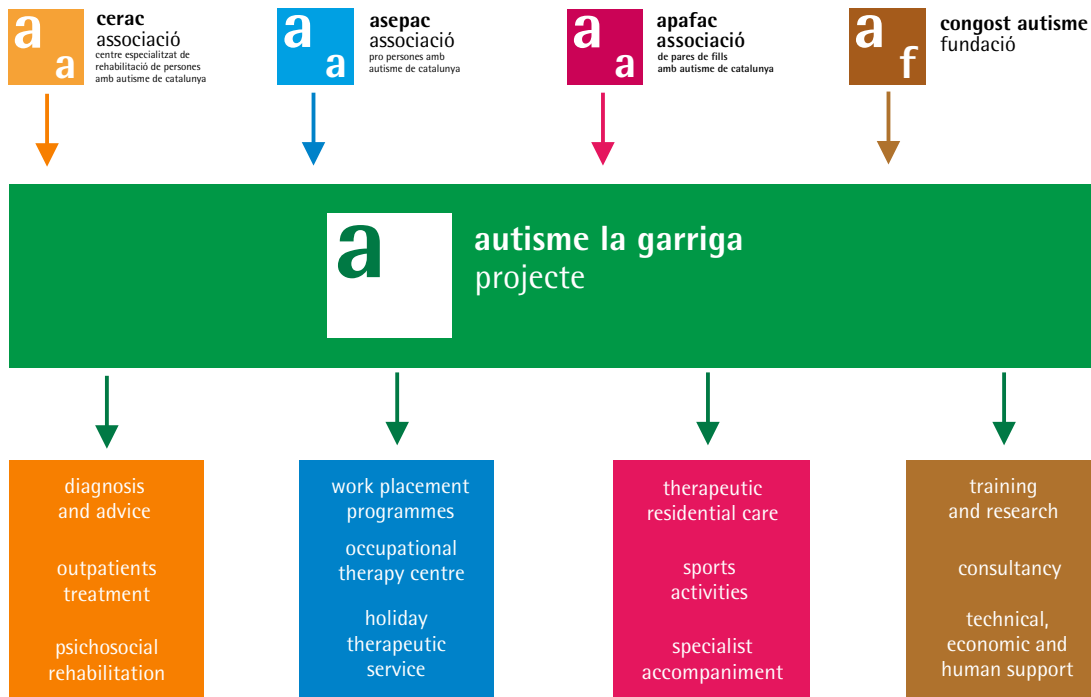 a
a
cerac
associació
centre especialitzat de
rehabilitació de persones
amb autisme de catalunya
a
a
asepac
associació
pro persones amb
autisme de catalunya
a
a
apafac
associació
de pares de fills
amb autisme de catalunya
a
f
congost autisme
fundació
a
autisme la garriga
projecte
diagnosis
and advice
outpatients
treatment
psichosocial
rehabilitation
work placement
programmes
occupational
therapy centre
holiday
therapeutic
service
therapeutic
residential care
sports
activities
specialist
accompaniment
training
and research
consultancy
technical,
economic and
human support